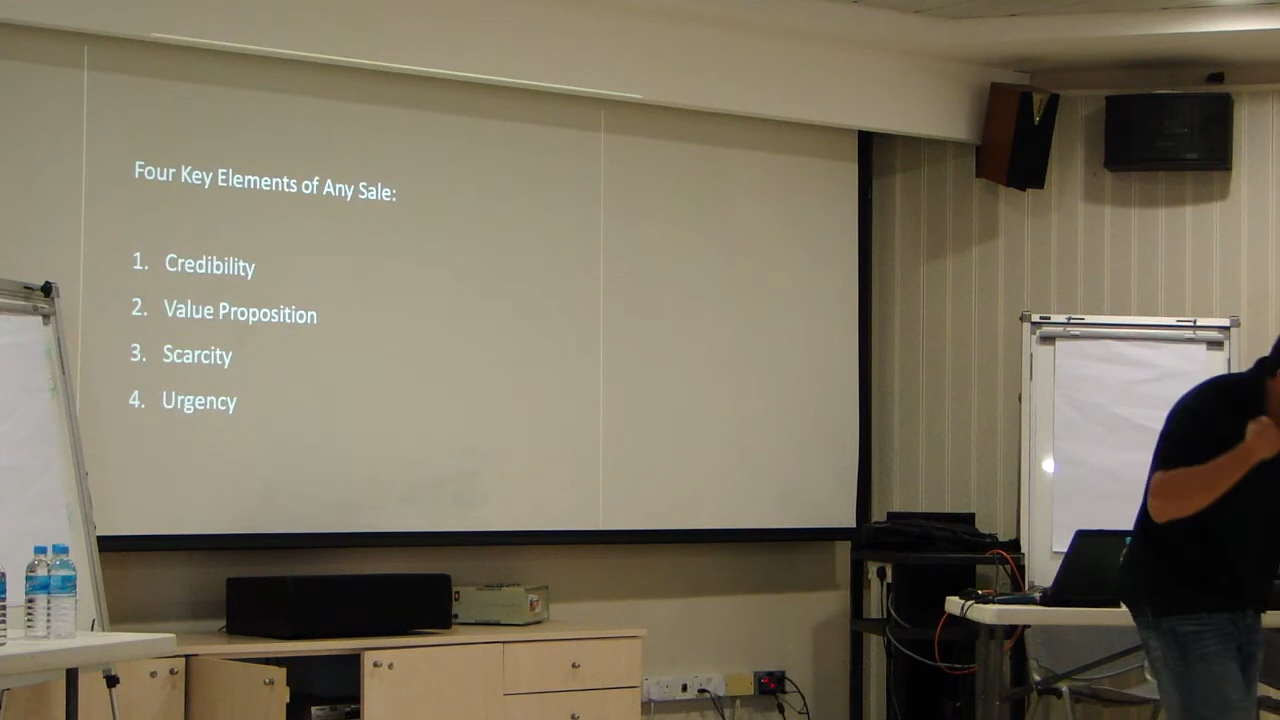 Four Key Elements of Any Sale:
1. Credibility
2. Value Proposition
3. Scarcity
4. Urgency